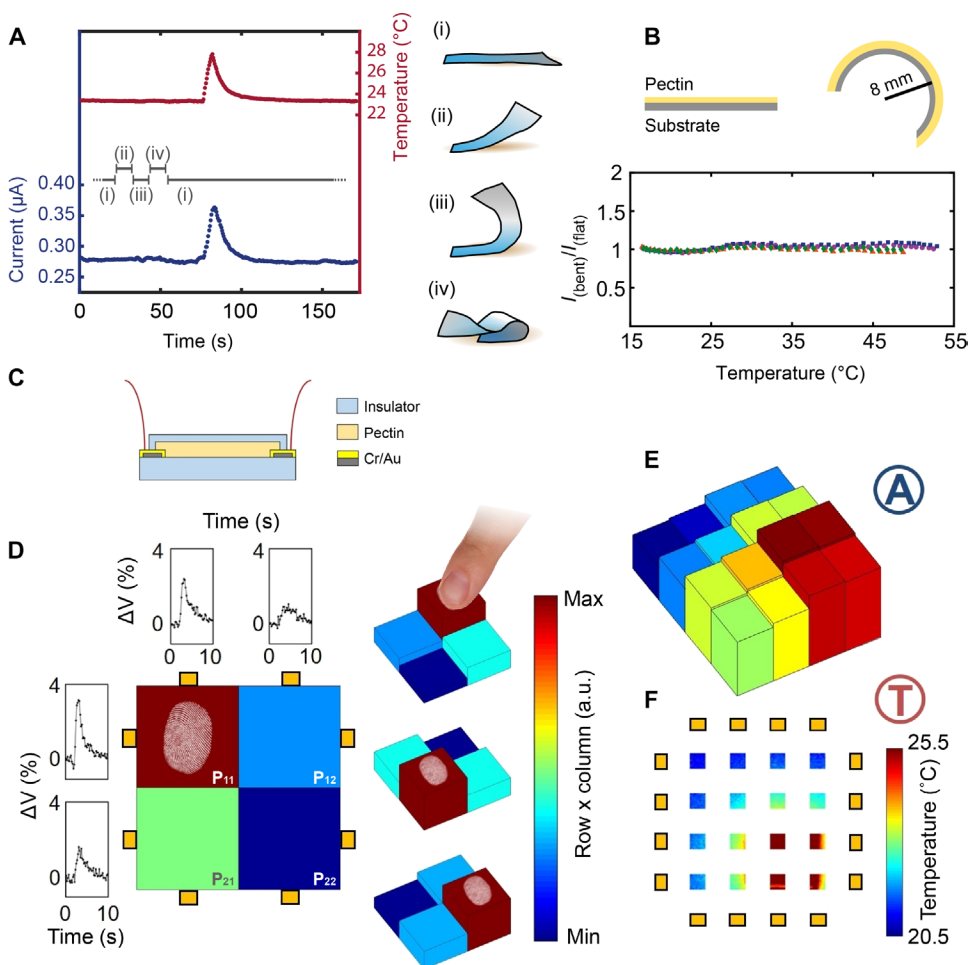 A
Current (µA)
0.40
0.35
0.30
0.25
28
26
24
22
Temperature (°C)
(ii) (iv)
(i) (iii) (i)
0 50 100 150
Time (s)
(i)
(ii)
(iii)
(iv)
B
Pectin
Substrate
8 mm
I(bent)/I(flat)
2
1.5
1
0.5
15 25 35 45 55
Temperature (°C)
C
Insulator
Pectin
Cr/Au
Time (s)
D
ΔV (%)
4
0
0 10
4
0
0 10
ΔV (%)
4
0
ΔV (%)
4
0
0 10
Time (s)
P11
P12
P21
P22
Max
Row x column (a.u.)
Min
E
A
F
T
25.5
Temperature (°C)
20.5